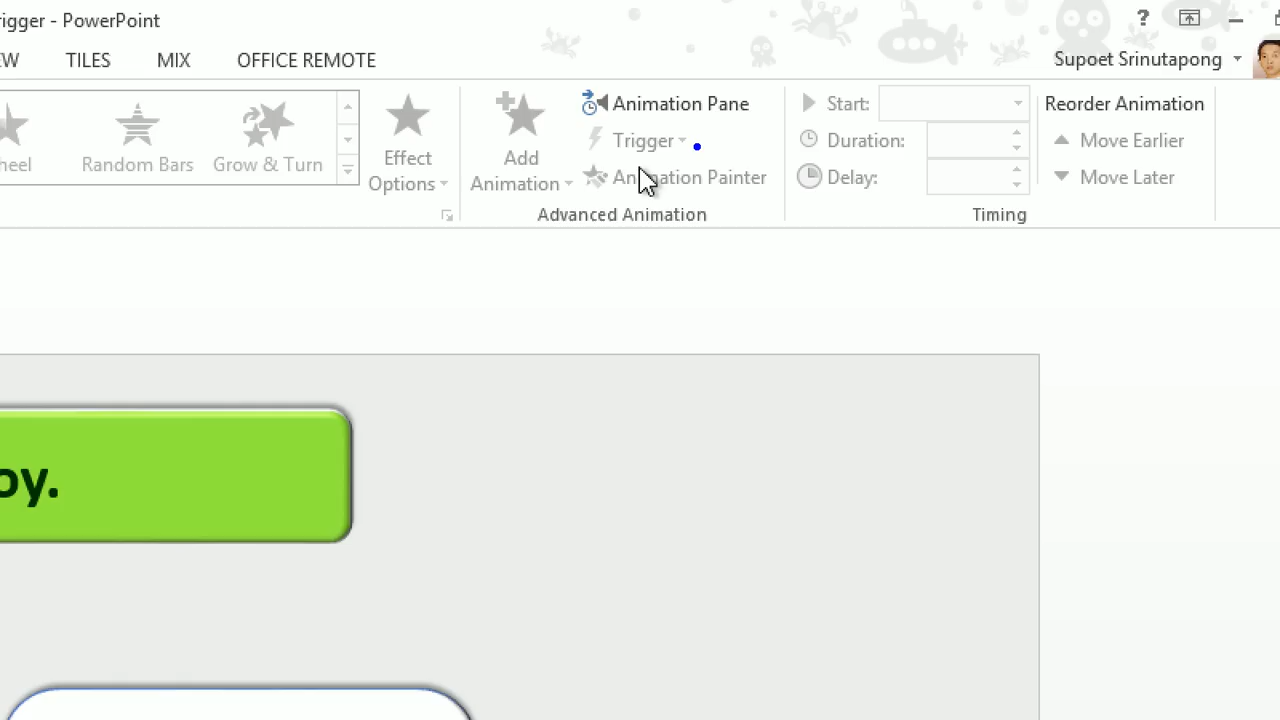 rigger - PowerPoint
?
EW TILES MIX OFFICE REMOTE
Supoet Srinutapong
heel
Random Bars
Grow & Turn
Effect
Options
Add
Animation
Animation Pane
Trigger
Animation Painter
Advanced Animation
Start:
Duration:
Delay:
Reorder Animation
Move Earlier
Move Later
Timing
oy.